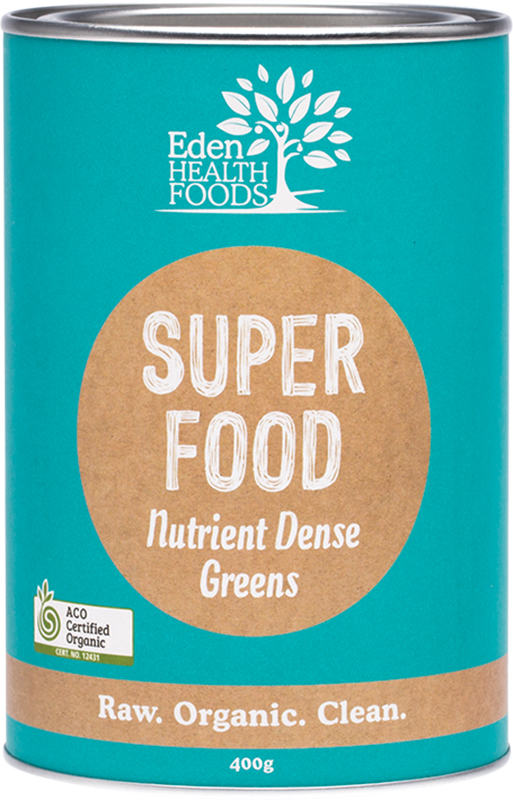 Eden
HEALTH
FOODS
SUPER
FOOD
Nutrient Dense
Greens
ACO
Certified
Organic
CERT. NO. 12431
Raw. Organic. Clean.
400g